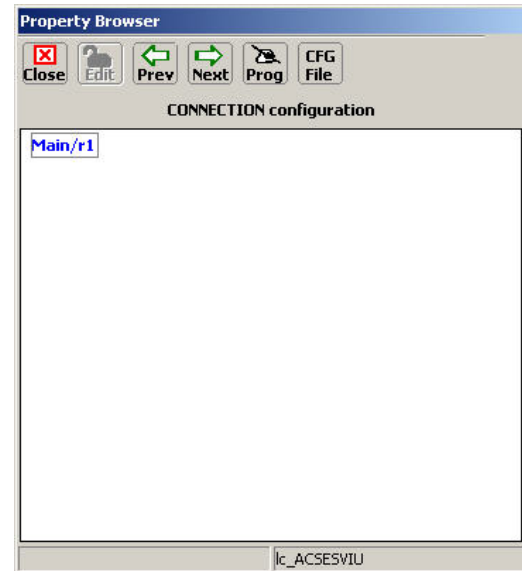 Property Browser
Close Edit Prev Next Prog CFG File
CONNECTION configuration
Main/r1
lc_ACSESVIU